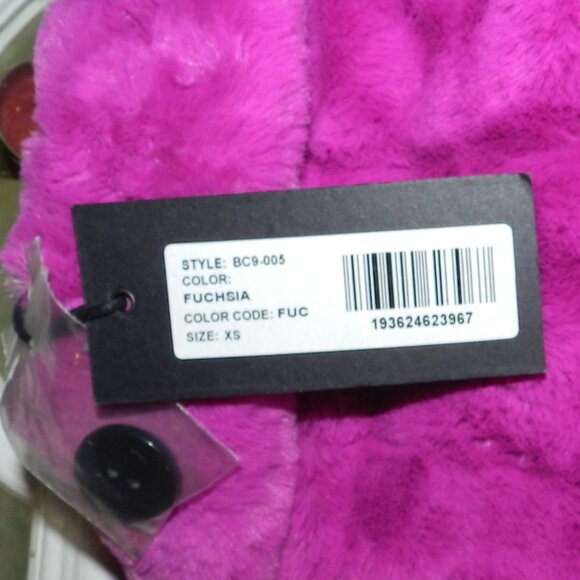 STYLE: BC9-005
COLOR:
FUCHSIA
COLOR CODE: FUC
SIZE: XS
193624623967